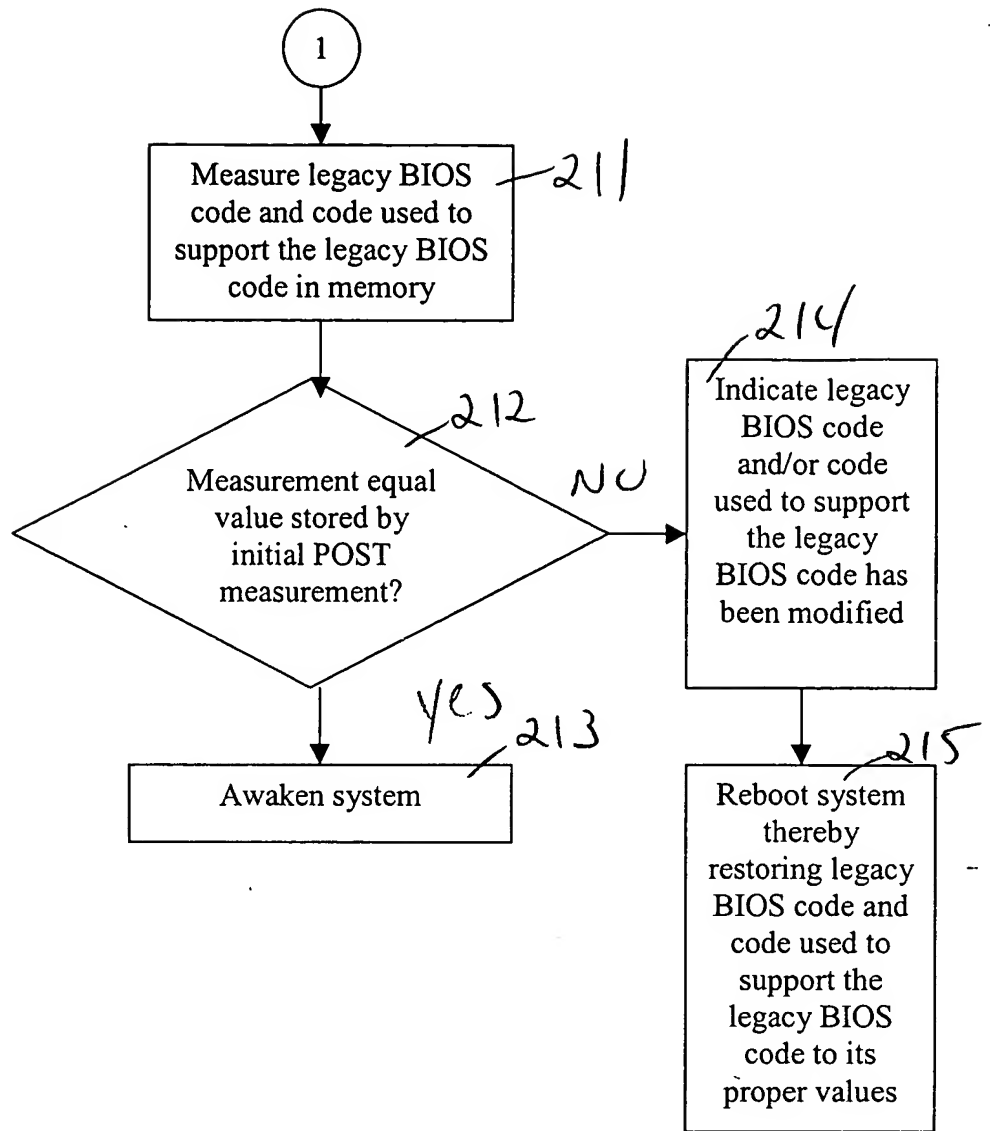 1
Measure legacy BIOS
code and code used to
support the legacy BIOS
code in memory
211
212
Measurement equal
value stored by
initial POST
measurement?
NO
214
Indicate legacy
BIOS code
and/or code
used to support
the legacy
BIOS code has
been modified
yes
213
Awaken system
215
Reboot system
thereby
restoring legacy
BIOS code and
code used to
support the
legacy BIOS
code to its
proper values